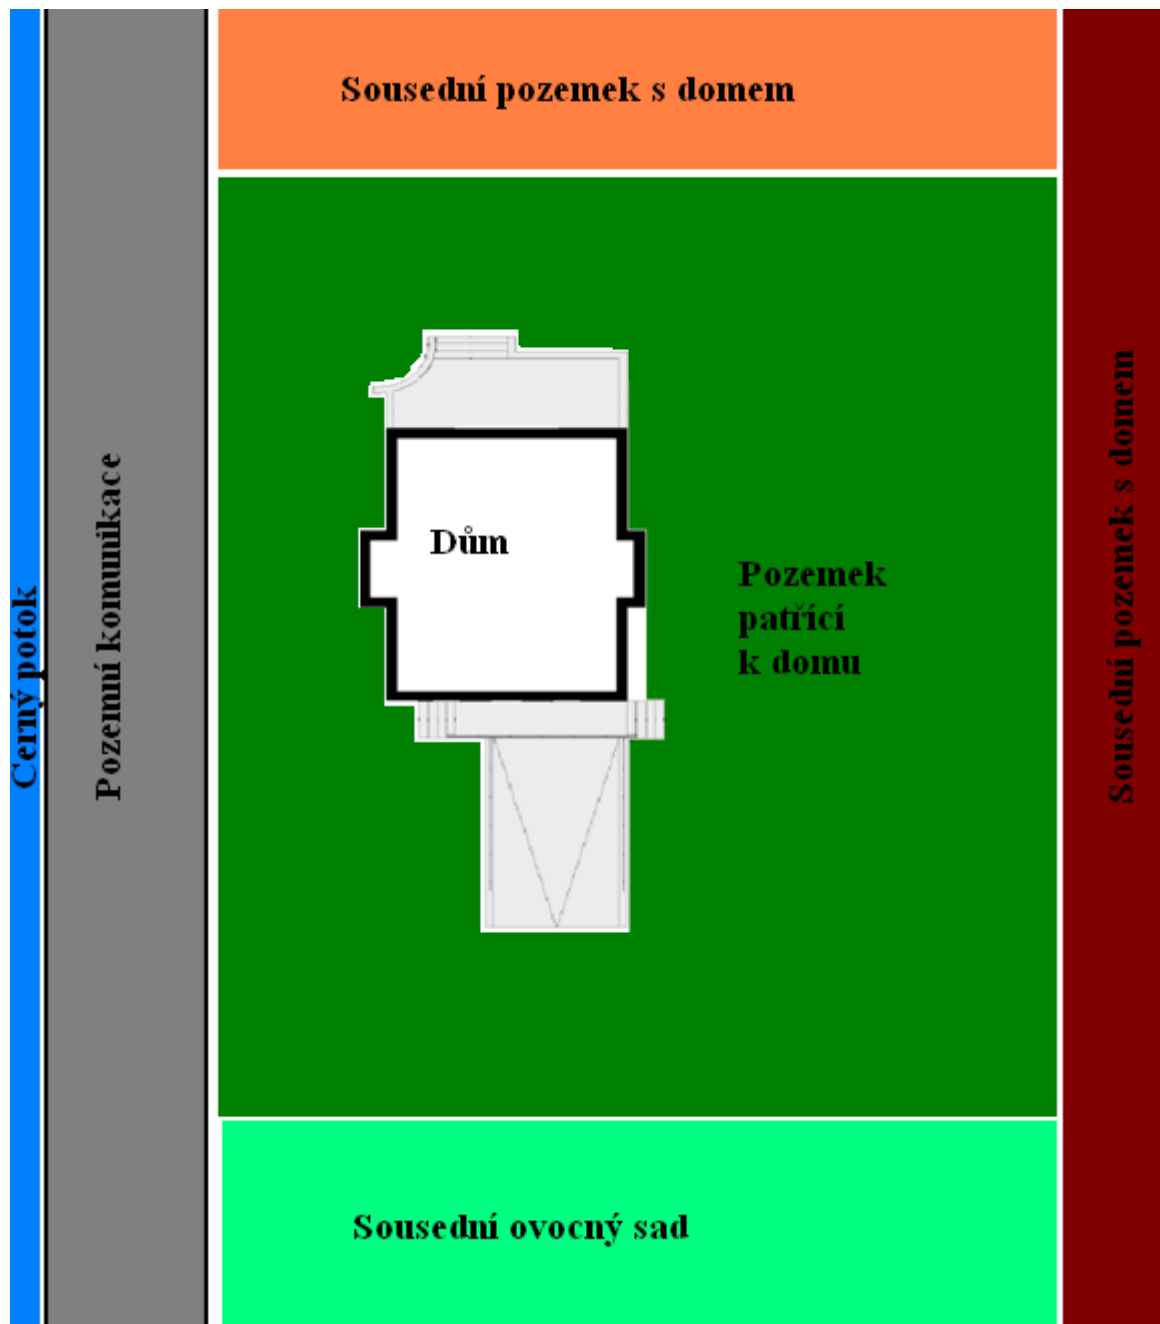 Sousední pozemek s domem
Dům
Pozemek
patřící
k domu
Černý potok
Pozemní komunikace
Sousední pozemek s domem
Sousední ovocný sad